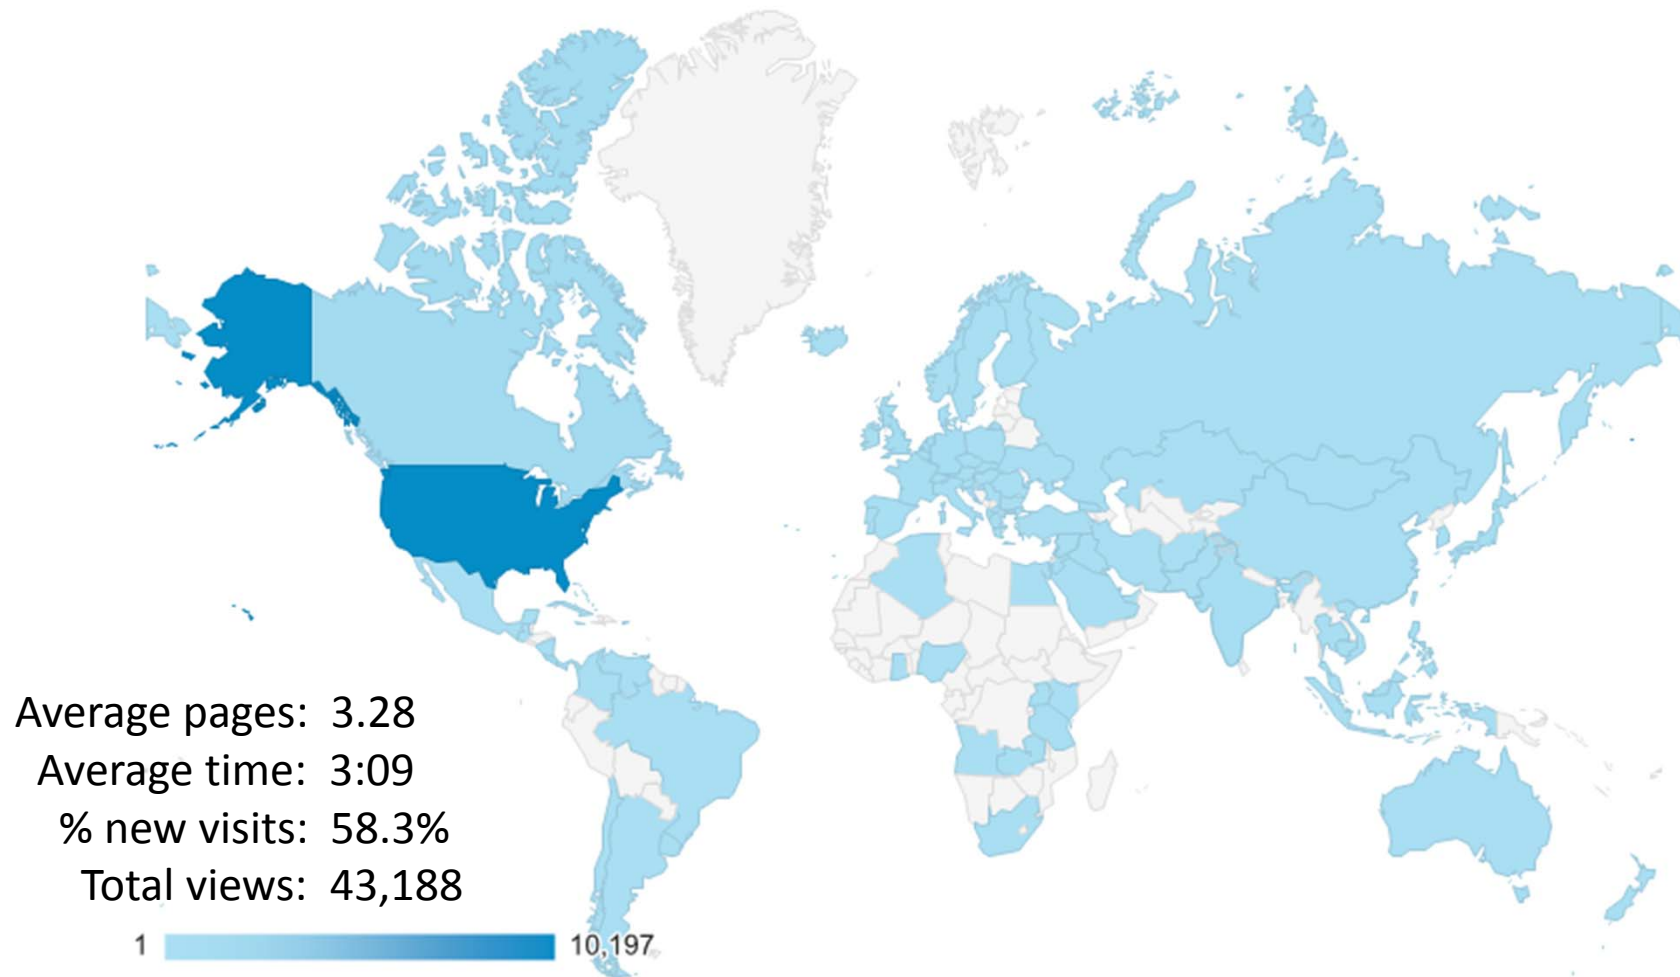 Average pages: 3.28
Average time: 3:09
% new visits: 58.3%
Total views: 43,188
1 10,197